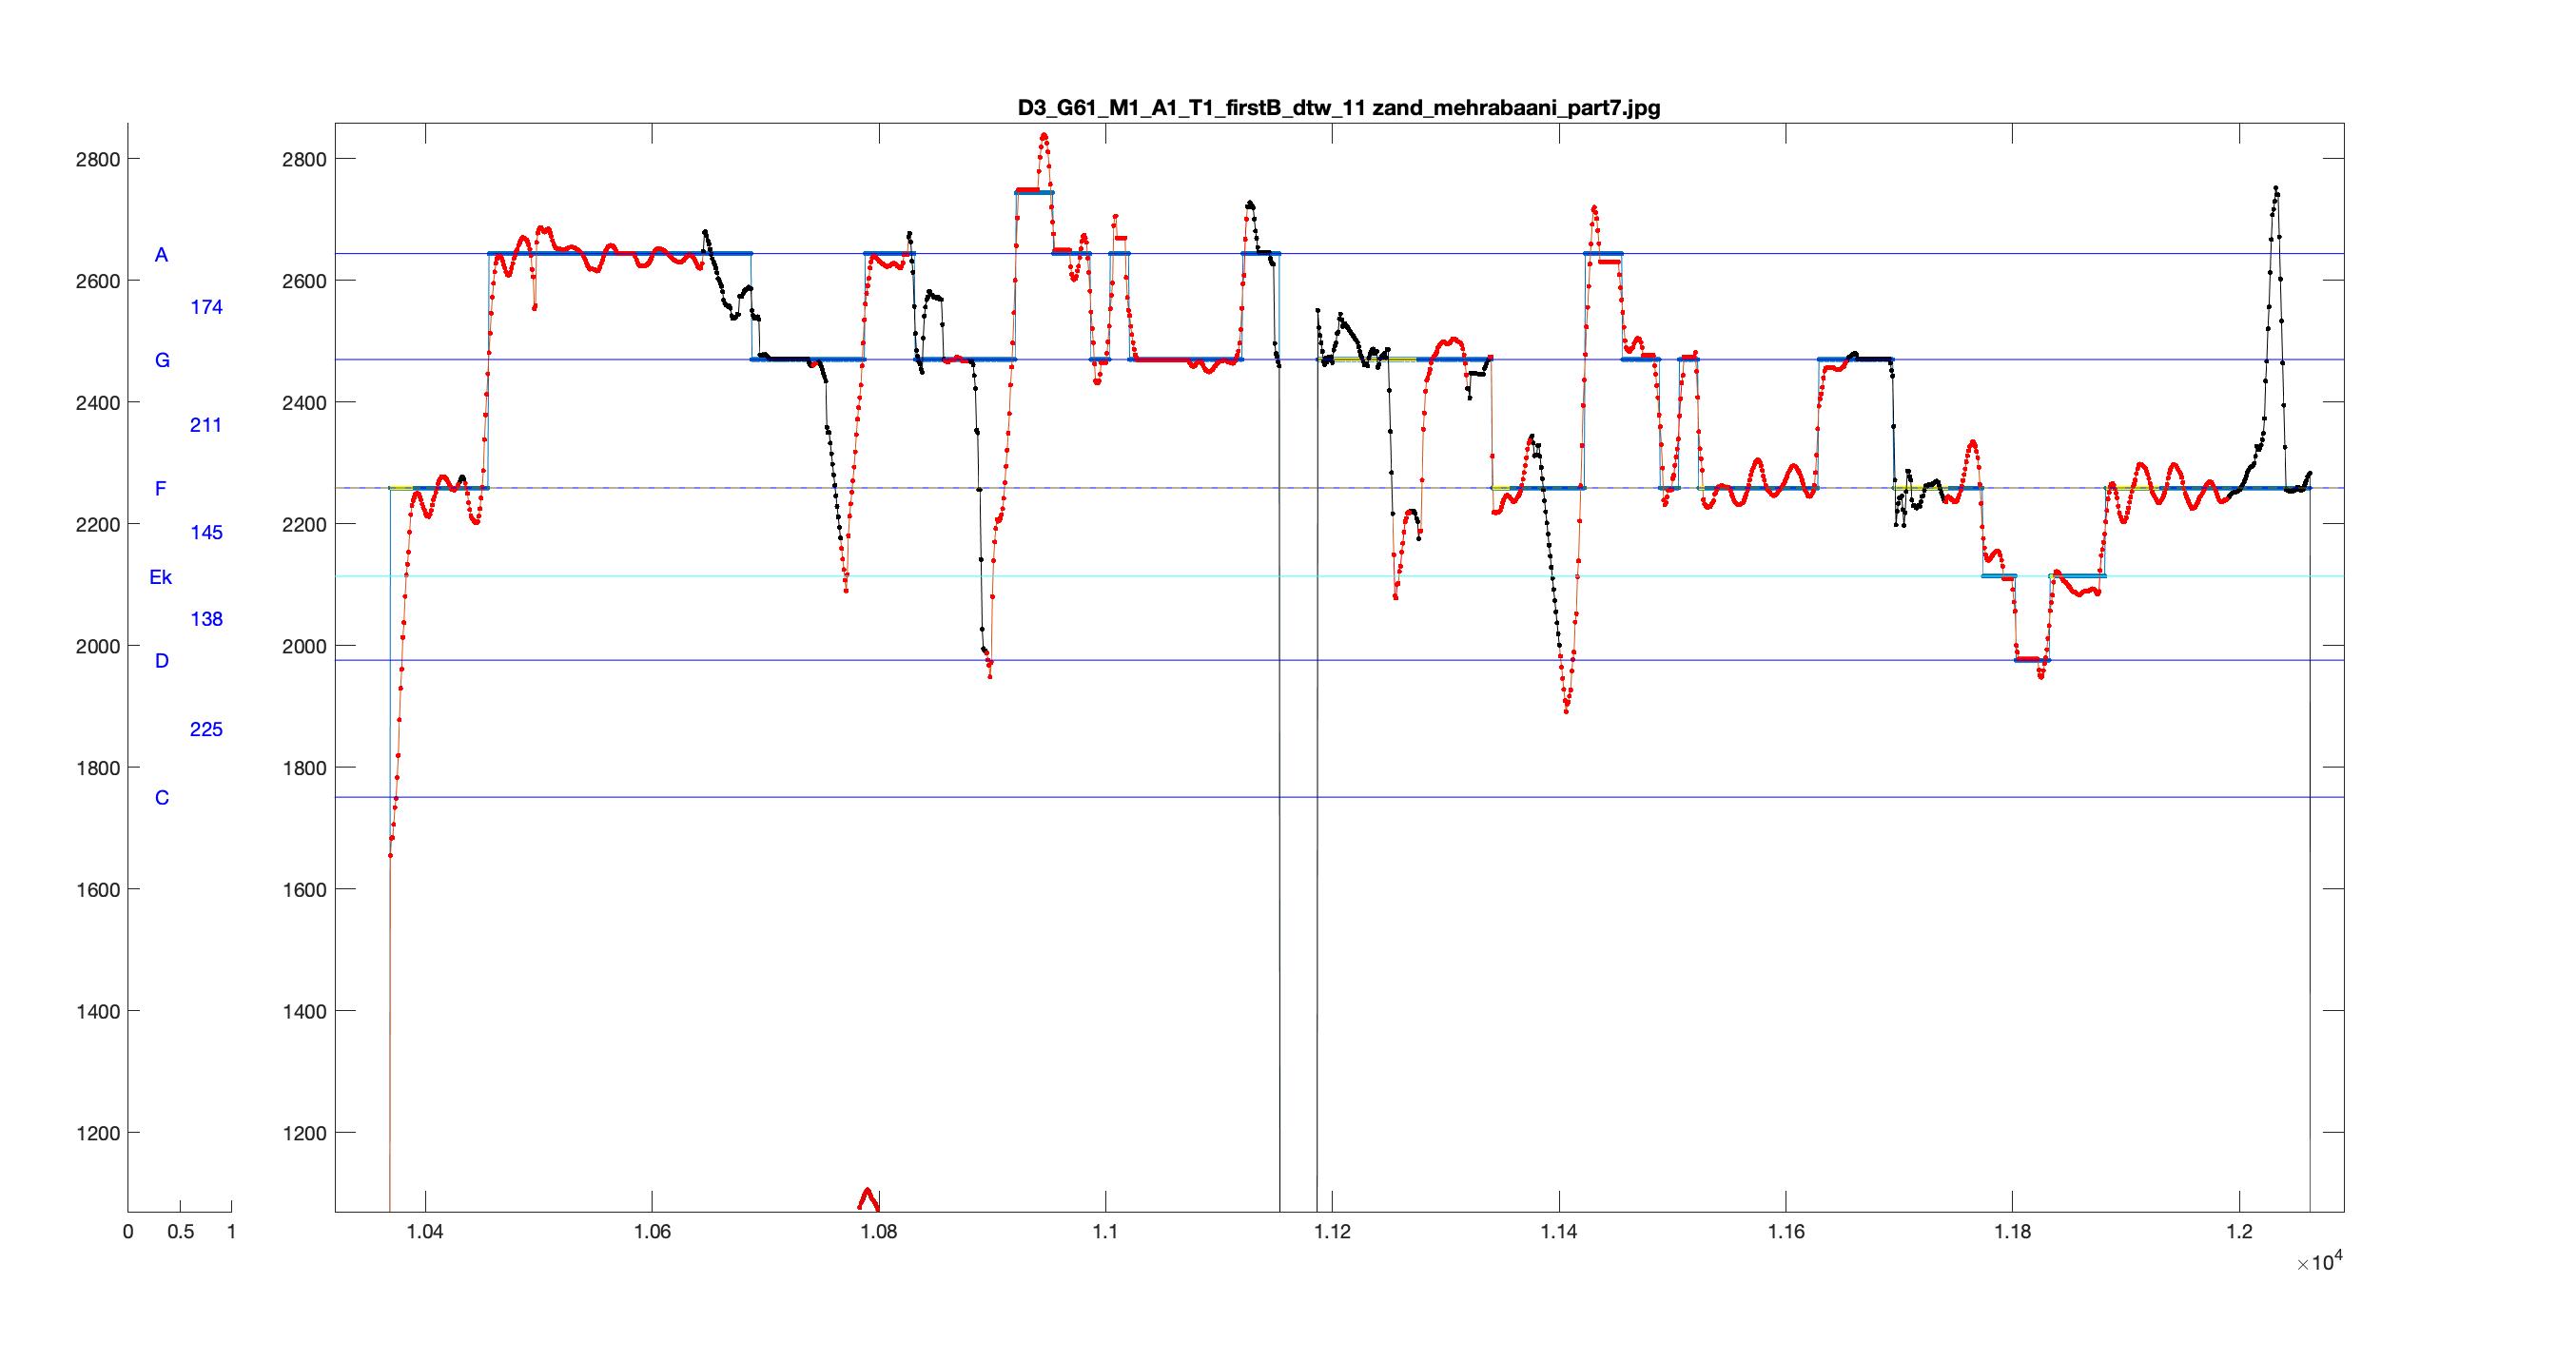 D3_G61_M1_A1_T1_firstB_dtw_11 zand_mehrabaani_part7.jpg
2800 2800
A
2600 2600
174
G
2400 2400
211
F
2200 145 2200
Ek
138
2000 2000
D
225
1800 1800
C
1600 1600
1400 1400
1200 1200
0 0.5 1 1.04 1.06 1.08 1.1 1.12 1.14 1.16 1.18 1.2
×10⁴